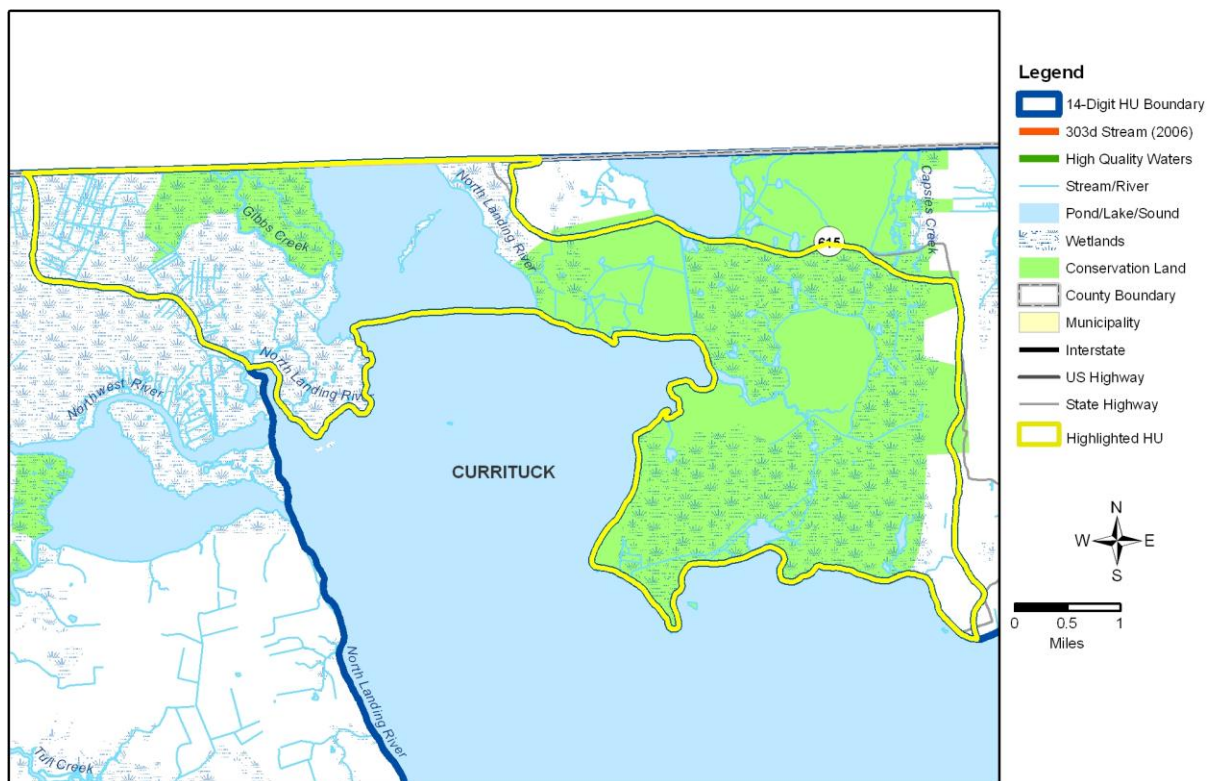 Gibbs Creek
North Landing River
Capsies Creek
615
North Landing River
Northwest River
CURRITUCK
North Landing River
Tull Creek
Legend
14-Digit HU Boundary
303d Stream (2006)
High Quality Waters
Stream/River
Pond/Lake/Sound
Wetlands
Conservation Land
County Boundary
Municipality
Interstate
US Highway
State Highway
Highlighted HU
N
W E
S
0 0.5 1
Miles